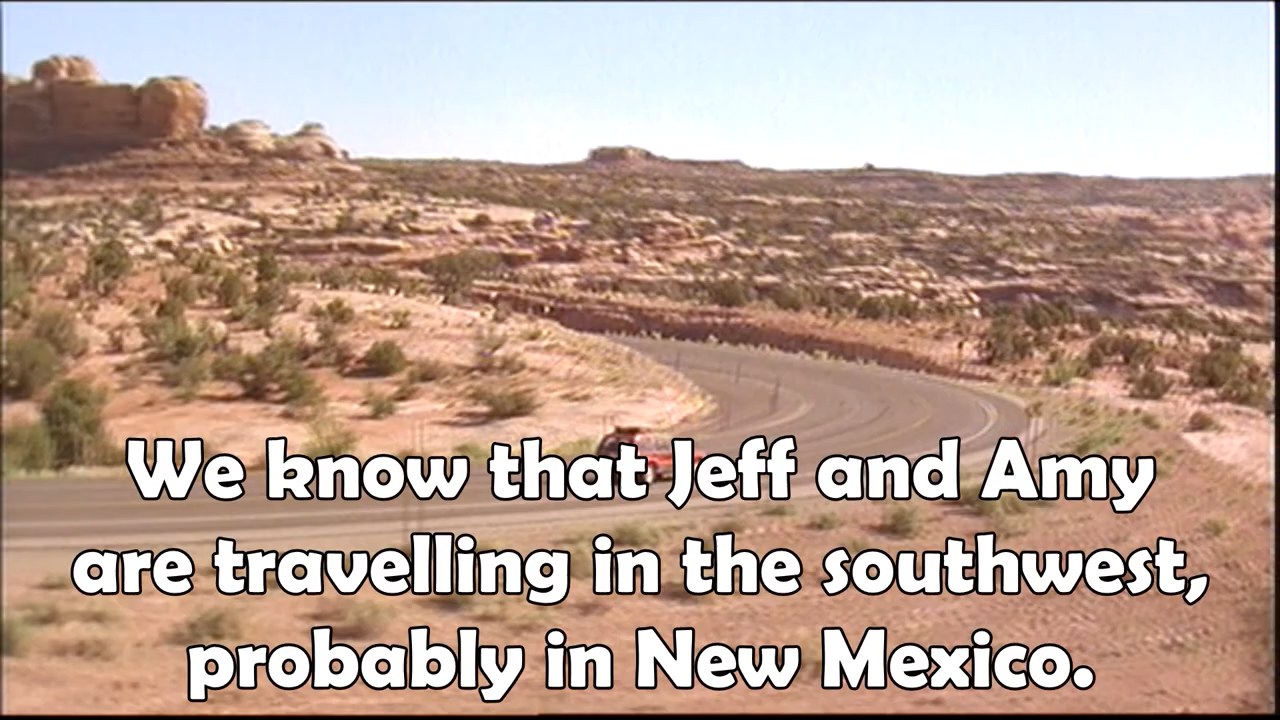 We know that Jeff and Amy
are travelling in the southwest,
probably in New Mexico.